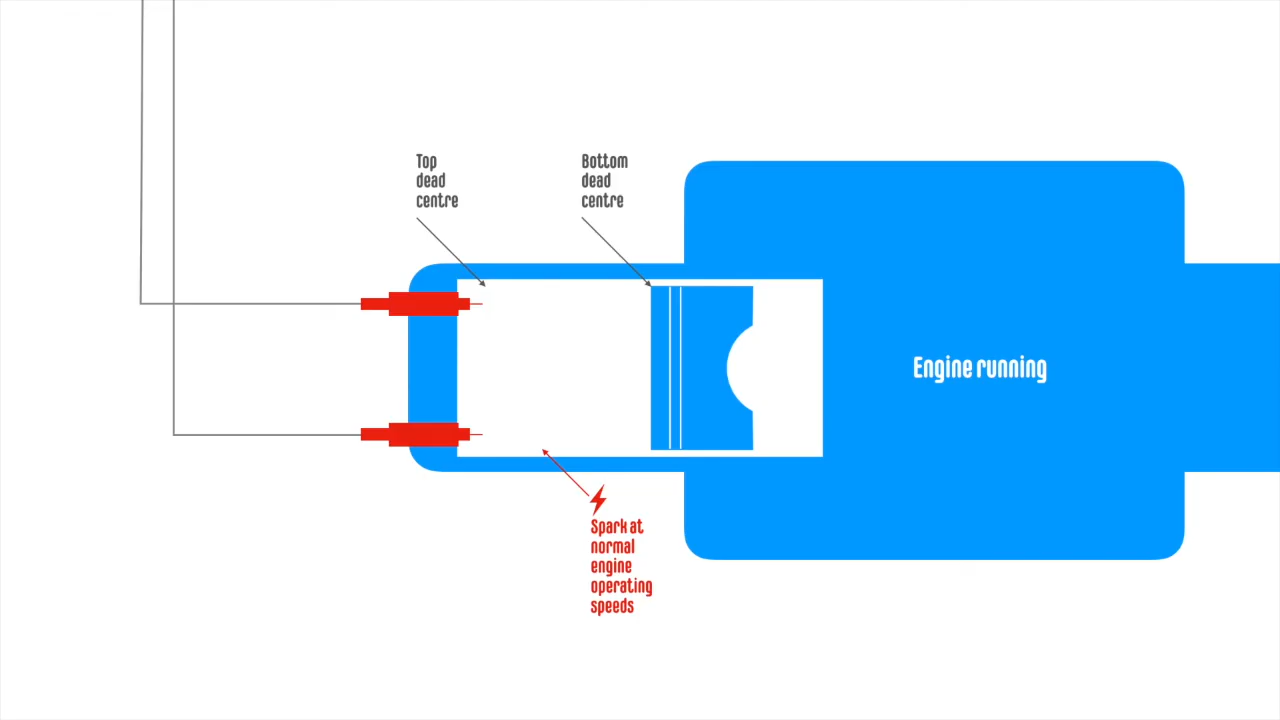 Top
dead
centre
Bottom
dead
centre
Engine running
Spark at
normal
engine
operating
speeds